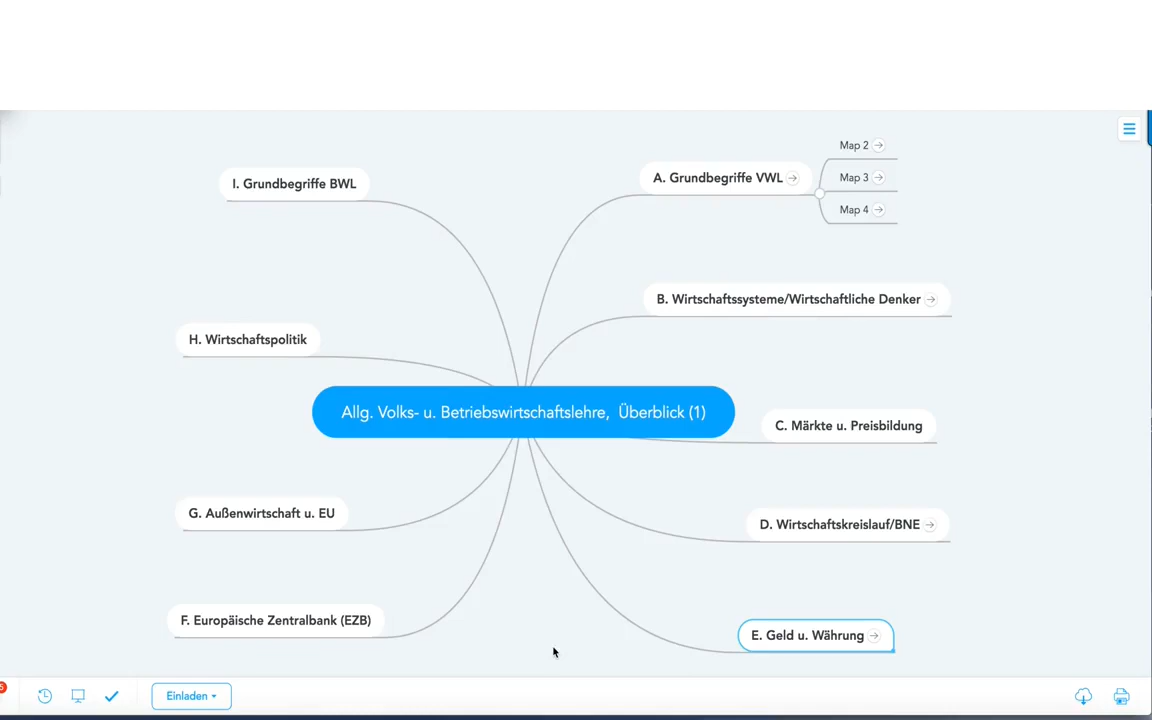 Map 2
A. Grundbegriffe VWL
Map 3
Map 4
I. Grundbegriffe BWL
B. Wirtschaftssysteme/Wirtschaftliche Denker
H. Wirtschaftspolitik
Allg. Volks- u. Betriebswirtschaftslehre, Überblick (1)
C. Märkte u. Preisbildung
G. Außenwirtschaft u. EU
D. Wirtschaftskreislauf/BNE
F. Europäische Zentralbank (EZB)
E. Geld u. Währung
5
Einladen